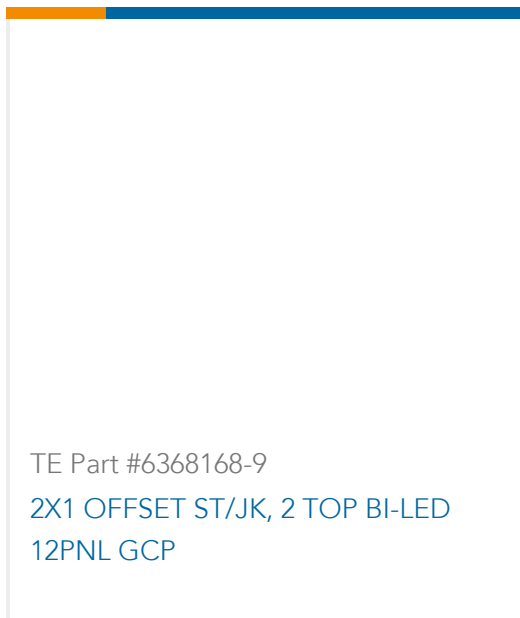 TE Part #6368168-9
2X1 OFFSET ST/JK, 2 TOP BI-LED
12PNL GCP